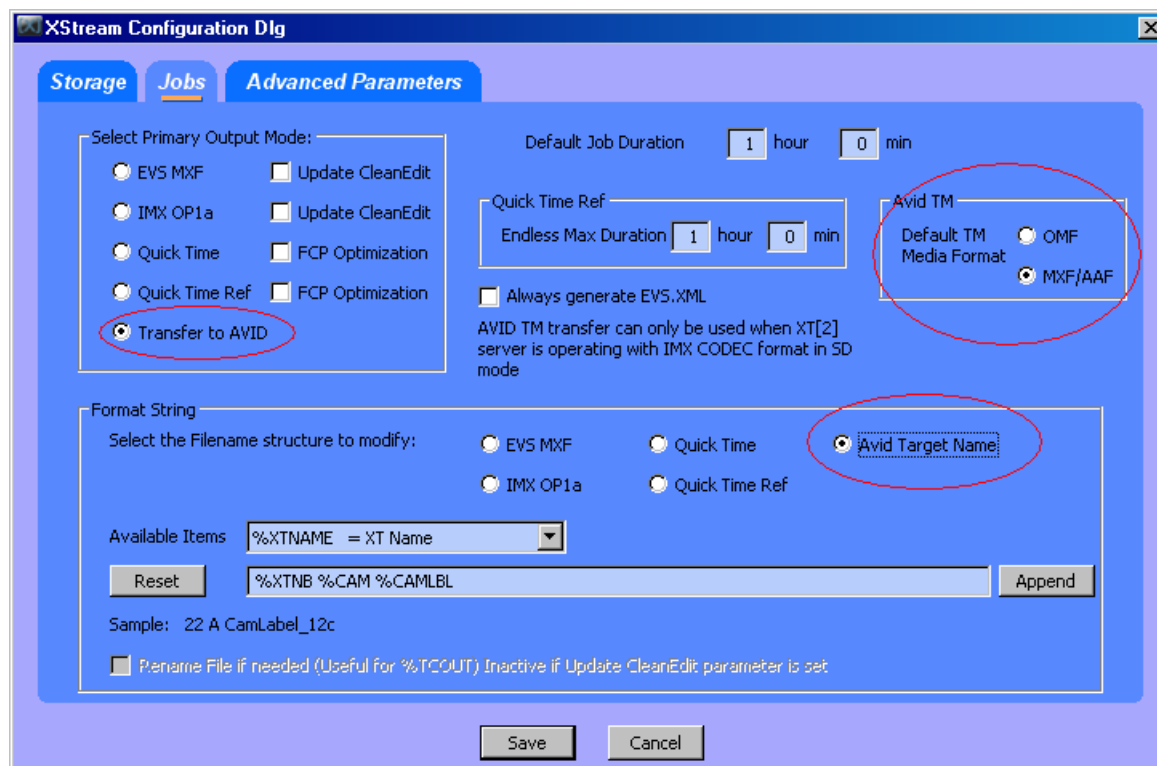 XStream Configuration Dlg
Storage
Jobs
Advanced Parameters
Select Primary Output Mode:
EVS MXF
Update CleanEdit
IMX OP1a
Update CleanEdit
Quick Time
FCP Optimization
Quick Time Ref
FCP Optimization
Transfer to AVID
Default Job Duration 1 hour 0 min
Quick Time Ref
Endless Max Duration 1 hour 0 min
Avid TM
Default TM
Media Format
OMF
MXF/AAF
Always generate EVS.XML
AVID TM transfer can only be used when XT[2]
server is operating with IMX CODEC format in SD
mode
Format String
Select the Filename structure to modify:
EVS MXF
Quick Time
Avid Target Name
IMX OP1a
Quick Time Ref
Available Items
%XTNAME = XT Name
Reset
%XTNB %CAM %CAMLBL
Append
Sample: 22 A CamLabel_12c
Rename File if needed (Useful for %TCOUT) Inactive if Update CleanEdit parameter is set
Save
Cancel